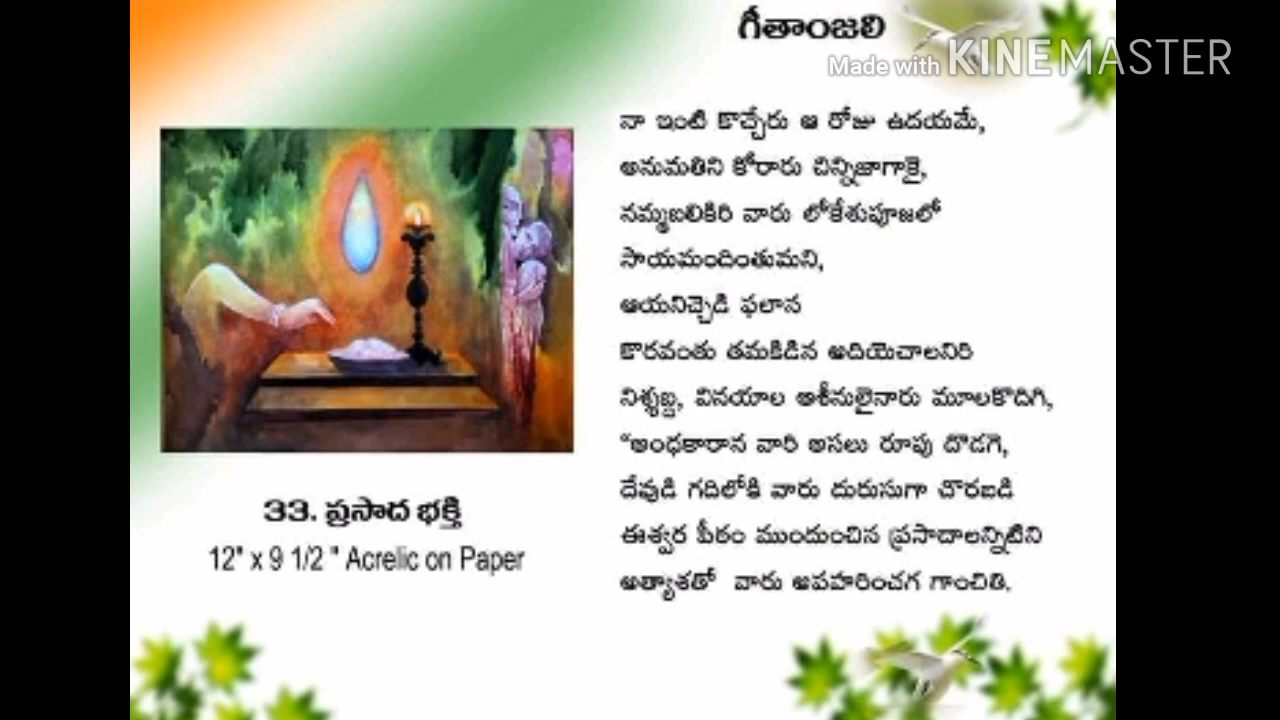 గీతాంజలి
Made with KINEMASTER
నా ఇంటి కొచ్చేరు ఆ రోజు ఉదయమే,
అనుమతిని కోరారు చిన్నిజాగాకై,
నమ్మబలికిరి వారు లోకేశుపూజలో
సాయమందింతుమని,
ఆయనిచ్చెడి ఫలాన
కొరవంతు తమకిడిన అదియెచాలనిరి
నిశ్శబ్ద, వినయాల ఆశీనులైనారు మూలకొదిగి,
“అంధకారాన వారి అసలు రూపు దొడగె,
దేవుడి గదిలోకి వారు దురుసుగా చొరబడి
ఈశ్వర పీఠం ముందుంచిన ప్రసాదాలన్నిటిని
అత్యాశతో వారు అపహరించగ గాంచితి.
33. ప్రసాద భక్తి
12" x 9 1/2 " Acrelic on Paper